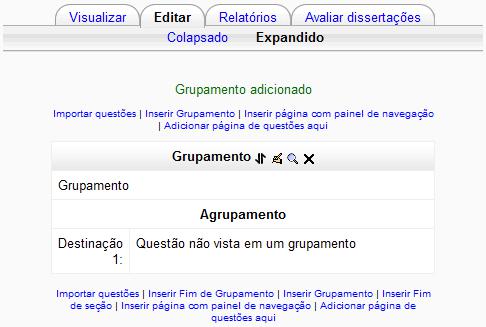 Visualizar Editar Relatórios Avaliar dissertações
Colapsado Expandido
Grupamento adicionado
Importar questões | Inserir Grupamento | Inserir página com painel de navegação
| Adicionar página de questões aqui
Grupamento
Grupamento
Agrupamento
Destinação Questão não vista em um grupamento
1:
Importar questões | Inserir Fim de Grupamento | Inserir Grupamento | Inserir Fim
de seção | Inserir página com painel de navegação | Adicionar página de
questões aqui